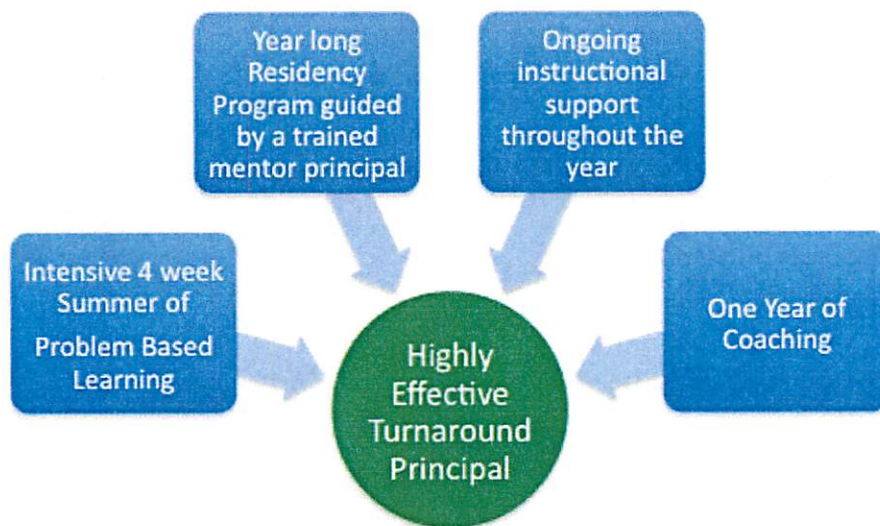 Intensive 4 week
Summer of
Problem Based
Learning
Year long
Residency
Program guided
by a trained
mentor principal
Ongoing
instructional
support
throughout the
year
One Year of
Coaching
Highly
Effective
Turnaround
Principal